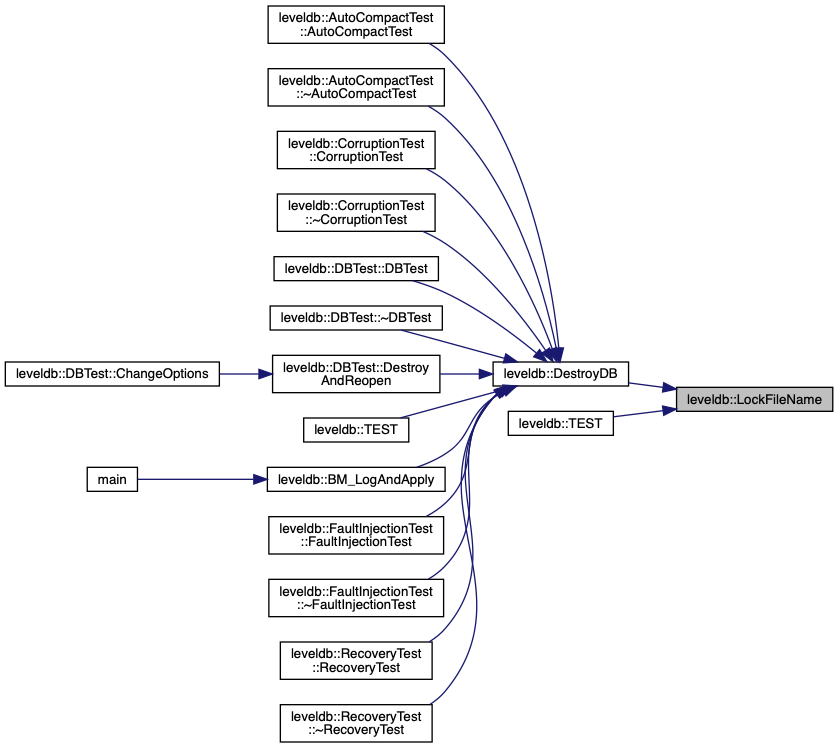 leveldb::AutoCompactTest
::AutoCompactTest
leveldb::AutoCompactTest
::~AutoCompactTest
leveldb::CorruptionTest
::CorruptionTest
leveldb::CorruptionTest
::~CorruptionTest
leveldb::DBTest::DBTest
leveldb::DBTest::~DBTest
leveldb::DBTest::ChangeOptions
leveldb::DBTest::Destroy
AndReopen
leveldb::DestroyDB
leveldb::LockFileName
leveldb::TEST
leveldb::TEST
main
leveldb::BM_LogAndApply
leveldb::FaultInjectionTest
::FaultInjectionTest
leveldb::FaultInjectionTest
::~FaultInjectionTest
leveldb::RecoveryTest
::RecoveryTest
leveldb::RecoveryTest
::~RecoveryTest